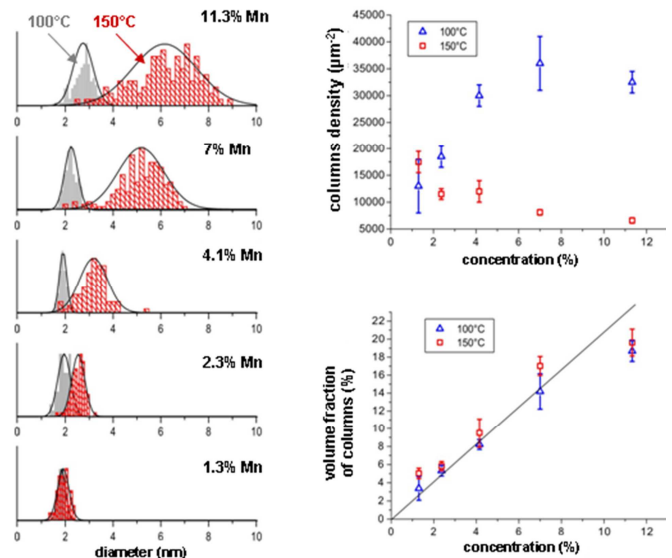 100°C 150°C 11.3% Mn
0 2 4 6 8 10
7% Mn
0 2 4 6 8 10
4.1% Mn
0 2 4 6 8 10
2.3% Mn
0 2 4 6 8 10
1.3% Mn
0 2 4 6 8 10
diameter (nm)
columns density (µm-2)
45000
40000
35000
30000
25000
20000
15000
10000
5000
100°C
150°C
0 2 4 6 8 10 12
concentration (%)
volume fraction
of columns (%)
22
20
18
16
14
12
10
8
6
4
2
0
100°C
150°C
0 2 4 6 8 10 12
concentration (%)